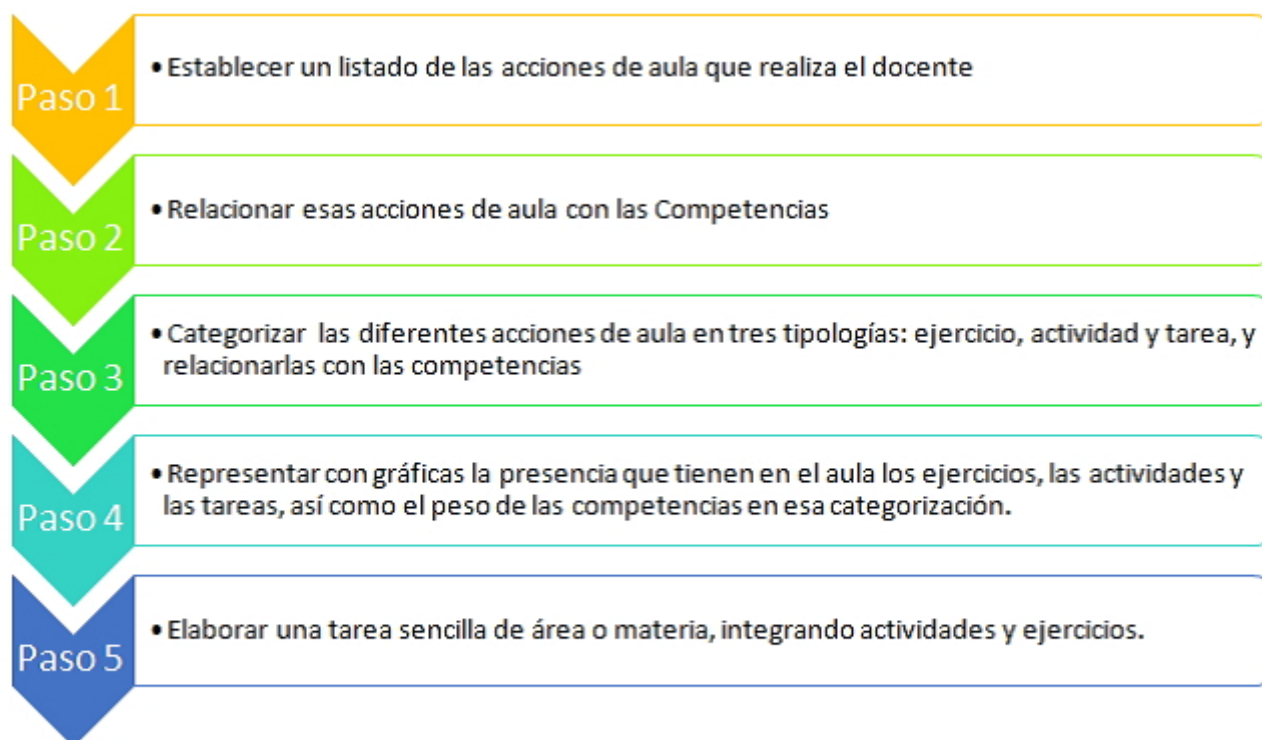 Paso 1
• Establecer un listado de las acciones de aula que realiza el docente
Paso 2
• Relacionar esas acciones de aula con las Competencias
Paso 3
• Categorizar las diferentes acciones de aula en tres tipologías: ejercicio, actividad y tarea, y
relacionarlas con las competencias
Paso 4
• Representar con gráficas la presencia que tienen en el aula los ejercicios, las actividades y
las tareas, así como el peso de las competencias en esa categorización.
Paso 5
• Elaborar una tarea sencilla de área o materia, integrando actividades y ejercicios.